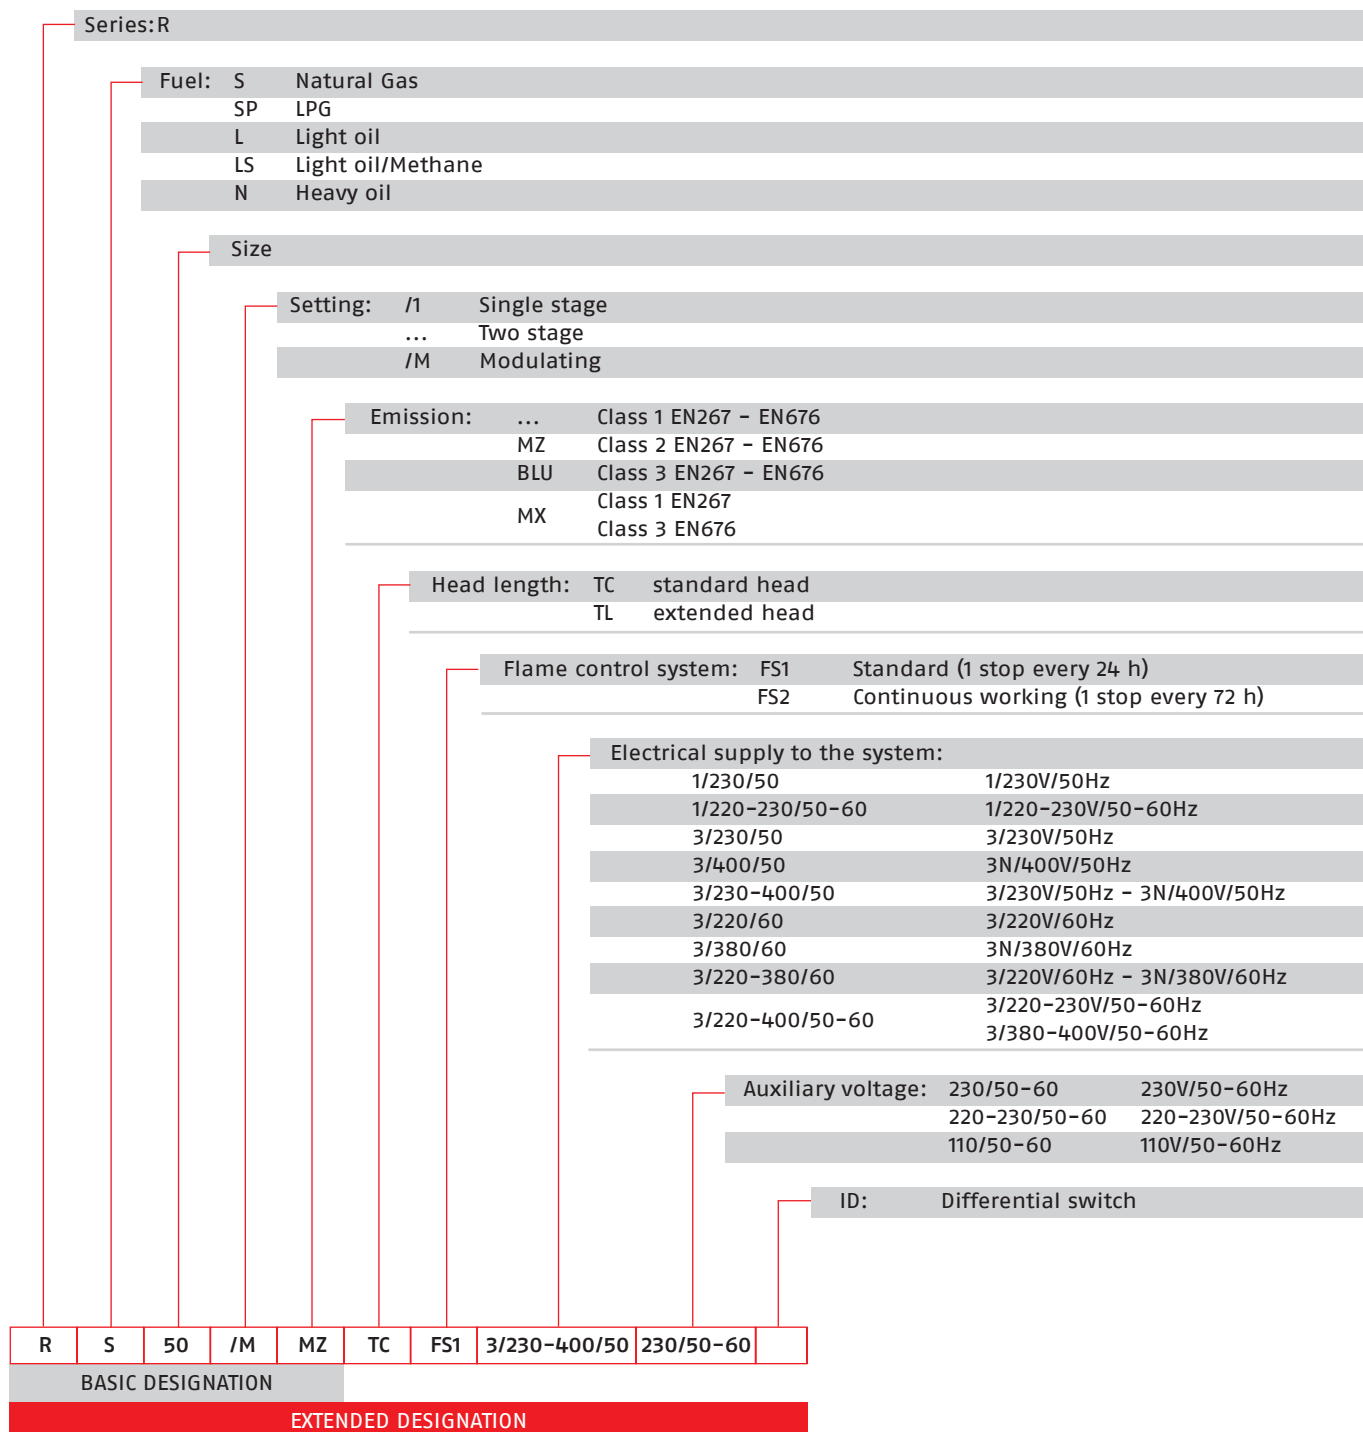 Series: R
Fuel: S Natural Gas
SP LPG
L Light oil
LS Light oil/Methane
N Heavy oil
Size
Setting: /1 Single stage
... Two stage
/M Modulating
Emission: ... Class 1 EN267 - EN676
MZ Class 2 EN267 - EN676
BLU Class 3 EN267 - EN676
MX Class 1 EN267
Class 3 EN676
Head length: TC standard head
TL extended head
Flame control system: FS1 Standard (1 stop every 24 h)
FS2 Continuous working (1 stop every 72 h)
Electrical supply to the system:
1/230/50 1/230V/50Hz
1/220-230/50-60 1/220-230V/50-60Hz
3/230/50 3/230V/50Hz
3/400/50 3N/400V/50Hz
3/230-400/50 3/230V/50Hz - 3N/400V/50Hz
3/220/60 3/220V/60Hz
3/380/60 3N/380V/60Hz
3/220-380/60 3/220V/60Hz - 3N/380V/60Hz
3/220-400/50-60 3/220-230V/50-60Hz
3/380-400V/50-60Hz
Auxiliary voltage: 230/50-60 230V/50-60Hz
220-230/50-60 220-230V/50-60Hz
110/50-60 110V/50-60Hz
ID: Differential switch
R S 50 /M MZ TC FS1 3/230-400/50 230/50-60
BASIC DESIGNATION
EXTENDED DESIGNATION